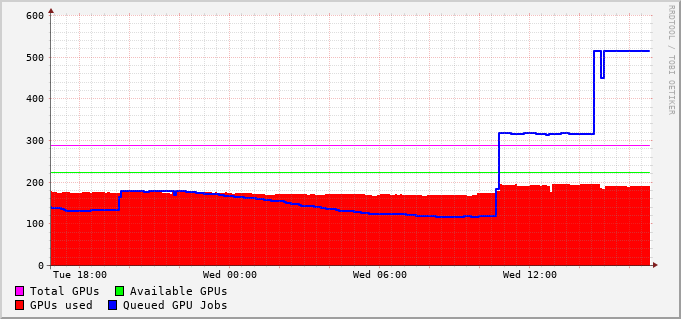 600
500
400
300
200
100
0
Tue 18:00 Wed 00:00 Wed 06:00 Wed 12:00
Total GPUs Available GPUs
GPUs used Queued GPU Jobs
RRDTOOL / TOBI OETIKER